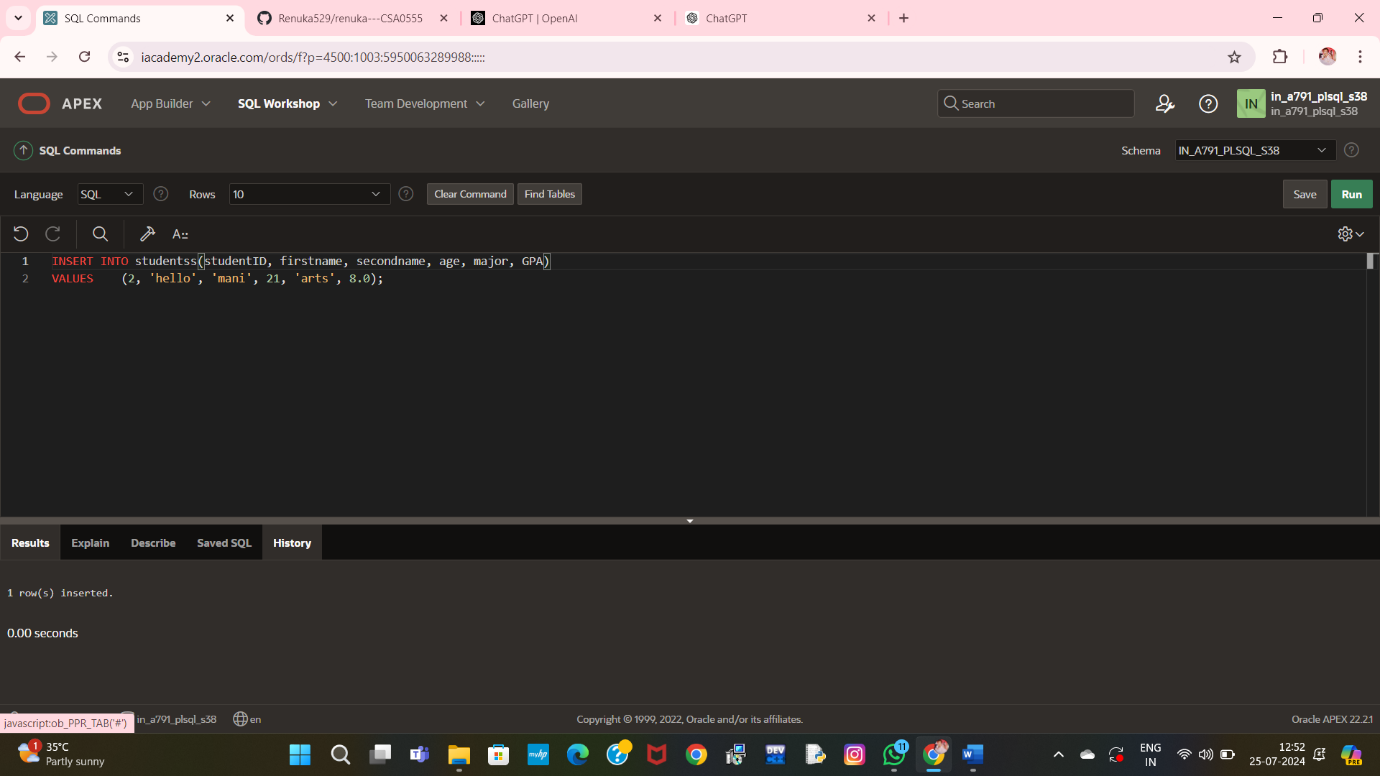 SQL Commands
Renuka529/renuka---CSA0555
ChatGPT | OpenAI
ChatGPT
iacademy2.oracle.com/ords/f?p=4500:1003:5950063289988:::::
APEX
App Builder
SQL Workshop
Team Development
Gallery
Search
IN
in_a791_plsql_s38
in_a791_plsql_s38
SQL Commands
Schema
IN_A791_PLSQL_S38
Language
SQL
Rows
10
Clear Command
Find Tables
Save
Run
1 INSERT INTO studentss(studentID, firstname, secondname, age, major, GPA)
2 VALUES    (2, 'hello', 'mani', 21, 'arts', 8.0);
Results
Explain
Describe
Saved SQL
History
1 row(s) inserted.
0.00 seconds
javascript:ob_PPR_TAB('#')
in_a791_plsql_s38
en
Copyright © 1999, 2022, Oracle and/or its affiliates.
Oracle APEX 22.2.1
1
35°C
Partly sunny
myhp
DEV
11
W
PRE
ENG
IN
12:52
25-07-2024